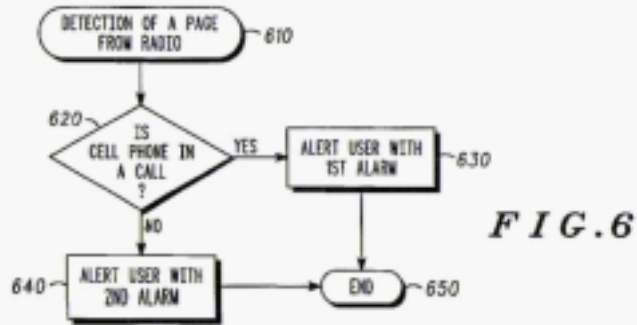 DETECTION OF A PAGE
FROM RADIO
610
620
IS
CELL PHONE IN
A CALL
?
YES
ALERT USER WITH
1ST ALARM
630
NO
ALERT USER WITH
2ND ALARM
640
END
650
FIG.6